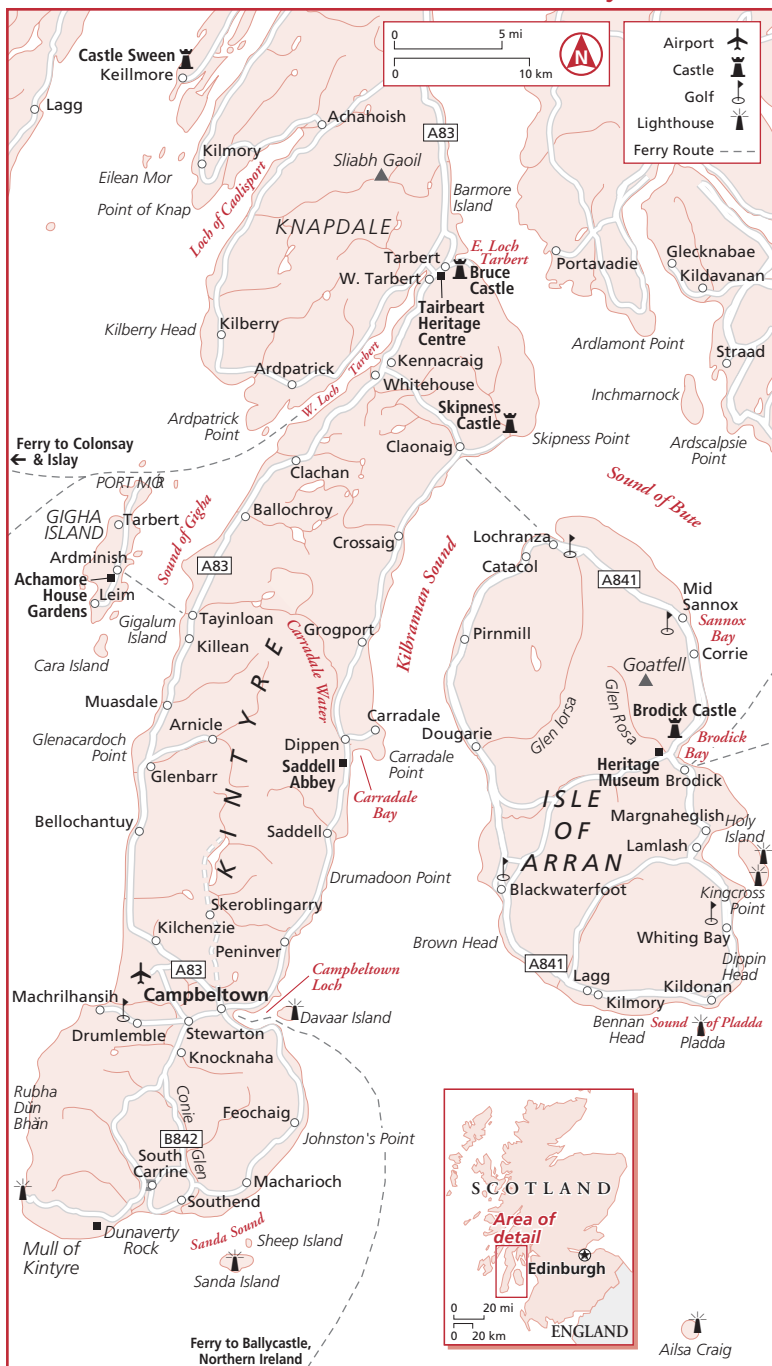 0 5 mi
0 10 km
N
Airport
Castle
Golf
Lighthouse
Ferry Route
Castle Sween
Keillmore
Lagg
Achahoish
A83
Kilmory
Sliabh Gaoil
Eilean Mor
Barmore
Island
Point of Knap
Loch of Caolisport
KNAPDALE
E. Loch
Tarbert
Tarbert
Bruce
Castle
W. Tarbert
Tairbeart
Heritage
Centre
Portavadie
Glecknabae
Kildavanan
Kilberry Head
Kilberry
Ardlamont Point
Straad
Ardpatrick
W. Loch Tarbert
Kennacraig
Whitehouse
Inchmarnock
Ardpatrick
Point
Skipness
Castle
Skipness Point
Ardscalpsie
Point
Ferry to Colonsay
& Islay
Claonaig
Clachan
Sound of Bute
PORT MOR
GIGHA
ISLAND
Tarbert
Sound of Gigha
Ballochroy
Crossaig
Lochranza
Catacol
Ardminish
Achamore
House
Gardens
Leim
A83
A841
Mid
Sannox
Sannox
Bay
Gigalum
Island
Tayinloan
Killean
Kilbrannan Sound
Grogport
Pirnmill
Corrie
Cara Island
Carradale Water
Goatfell
Muasdale
KINTYRE
Glen Iorsa
Glen Rosa
Brodick Castle
Arnicle
Carradale
Dougarie
Glenacardoch
Point
Dippen
Carradale
Point
Heritage
Museum
Brodick
Bay
Brodick
Glenbarr
Saddell
Abbey
Carradale
Bay
ISLE
OF
ARRAN
Bellochantuy
Saddell
Margnaheglish
Holy
Island
Lamlash
Drumadoon Point
Blackwaterfoot
Kingcross
Point
Skeroblingarry
Kilchenzie
Peninver
Brown Head
Whiting Bay
Dippin
Head
A83
Campbeltown
Loch
A841
Machrilhansih
Campbeltown
Lagg
Kilmory
Kildonan
Davaar Island
Bennan
Head
Sound of Pladda
Pladda
Drumlemble
Stewarton
Knocknaha
Rubha
Dùn
Bhàn
Conie Glen
Feochaig
Johnston's Point
B842
South
Carrine
Macharioch
Southend
Mull of
Kintyre
Dunaverty
Rock
Sanda Sound
Sheep Island
Sanda Island
Ferry to Ballycastle,
Northern Ireland
SCOTLAND
Area of
detail
Edinburgh
0 20 mi
0 20 km
ENGLAND
Ailsa Craig